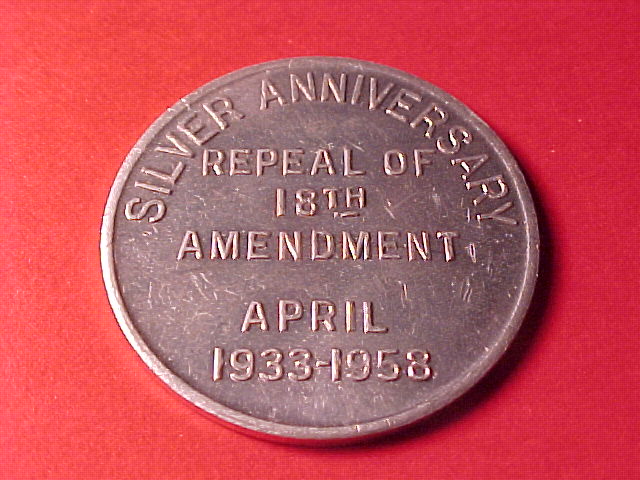 SILVER ANNIVERSARY
REPEAL OF
18TH
AMENDMENT
APRIL
1933-1958